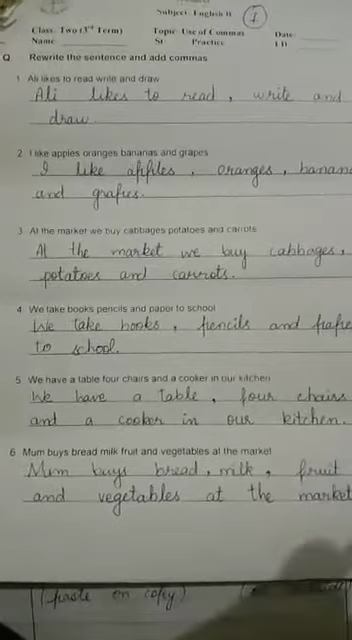 Subject: English II
1
Class: Two (3rd Term) Topic: Use of Commas Date:
Name: Practice
Q Rewrite the sentence and add commas
1. Ali likes to read write and draw
Ali likes to read, write and
draw.
2. I like apples oranges bananas and grapes
I like apples, oranges, banana
and grapes.
3. At the market we buy cabbages potatoes and carrots
At the market we buy cabbages,
potatoes and carrots.
4 We take books pencils and paper to school
We take books, pencils and pape
to school.
5 We have a table four chairs and a cooker in our kitchen
We have a table, four chairs
and a cooker in our kitchen.
6 Mum buys bread milk fruit and vegetables at the market
Mum buys bread, milk, fruit
and vegetables at the market
(paste on copy)